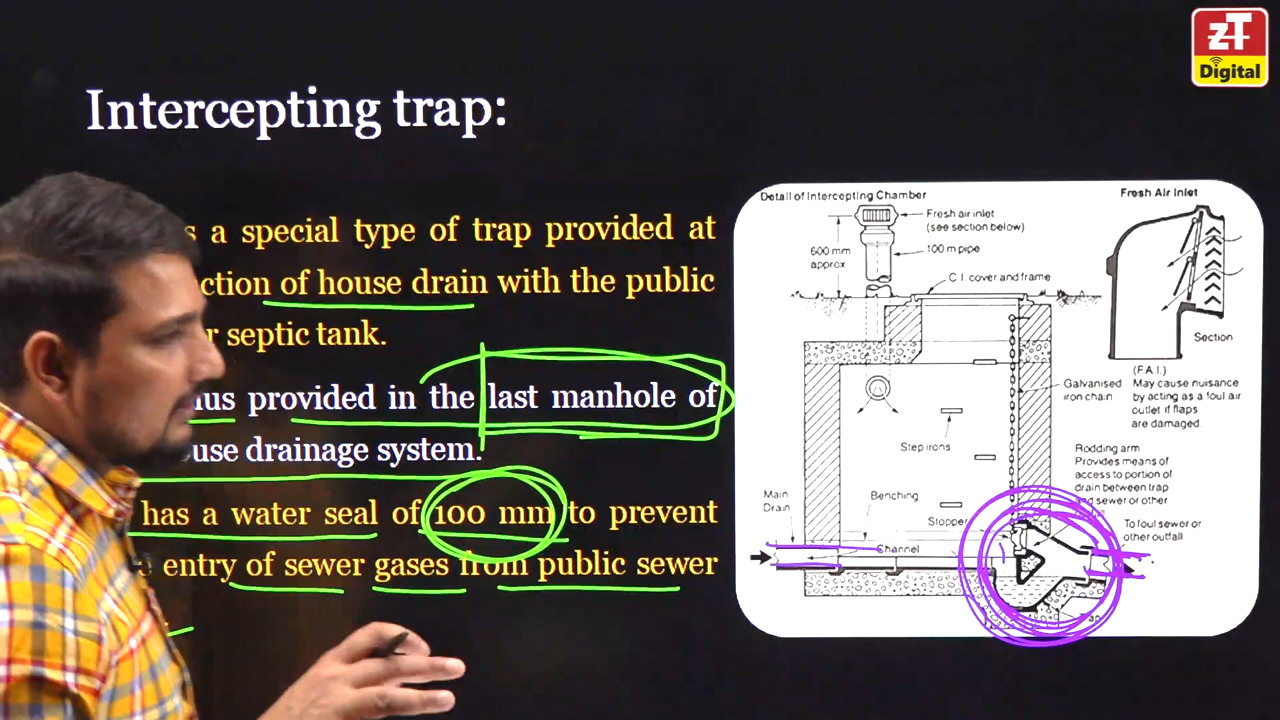 ZT
Digital
Intercepting trap:
a special type of trap provided at
of house drain with the public
septic tank.
provided in the last manhole of
drainage system.
has a water seal of 100 mm to prevent
entry of sewer gases from public sewer
Detail of Intercepting Chamber
Fresh air inlet
(see section below)
600 mm
approx
100 m pipe
C.I. cover and frame
Step irons
Galvanised
iron chain
Main
Drain
Benching
Stopper
Channel
Rodding arm
Provides means of
access to portion of
drain between trap
sewer or other
To foul sewer or
other outfall
Fresh Air Inlet
Section
(F.A.I.)
May cause nuisance
by acting as a foul air
outlet if flaps
are damaged.